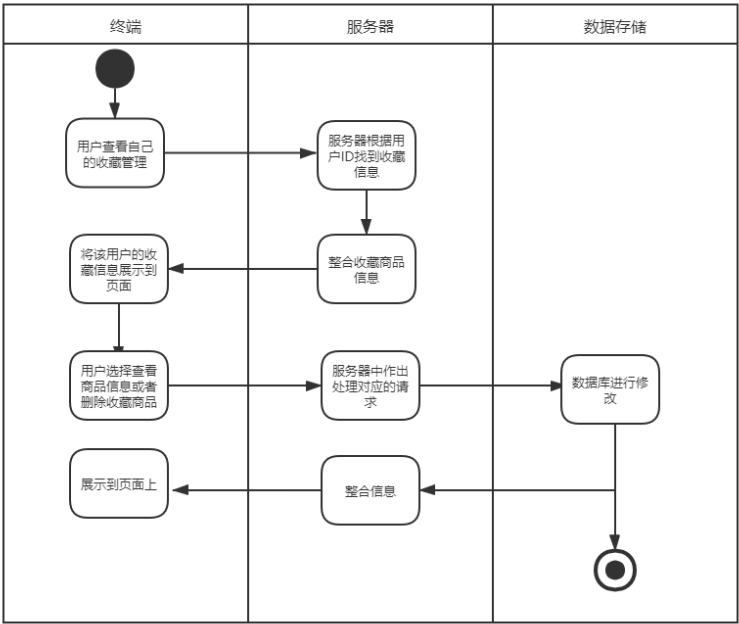 终端
服务器
数据存储
用户查看自己
的收藏管理
服务器根据用
户ID找到收藏
信息
整合收藏商品
信息
将该用户的收
藏信息展示到
页面
用户选择查看
商品信息或者
删除收藏商品
服务器中作出
处理对应的请
求
数据库进行修
改
整合信息
展示到页面上